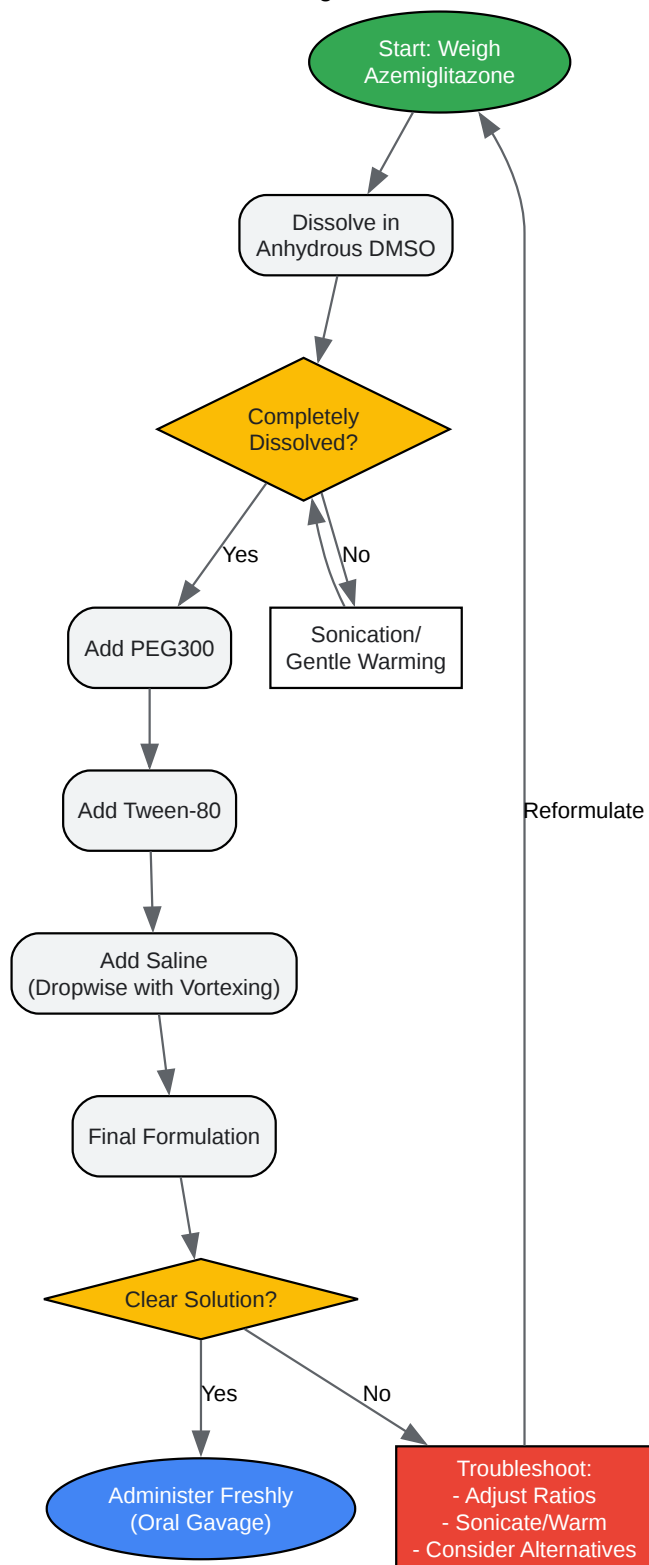 Start: Weigh
Azemiglitazone
Dissolve in
Anhydrous DMSO
Completely
Dissolved?
Yes
No
Add PEG300
Sonication/
Gentle Warming
Add Tween-80
Reformulate
Add Saline
(Dropwise with Vortexing)
Final Formulation
Clear Solution?
Yes
No
Administer Freshly
(Oral Gavage)
Troubleshoot:
- Adjust Ratios
- Sonicate/Warm
- Consider Alternatives